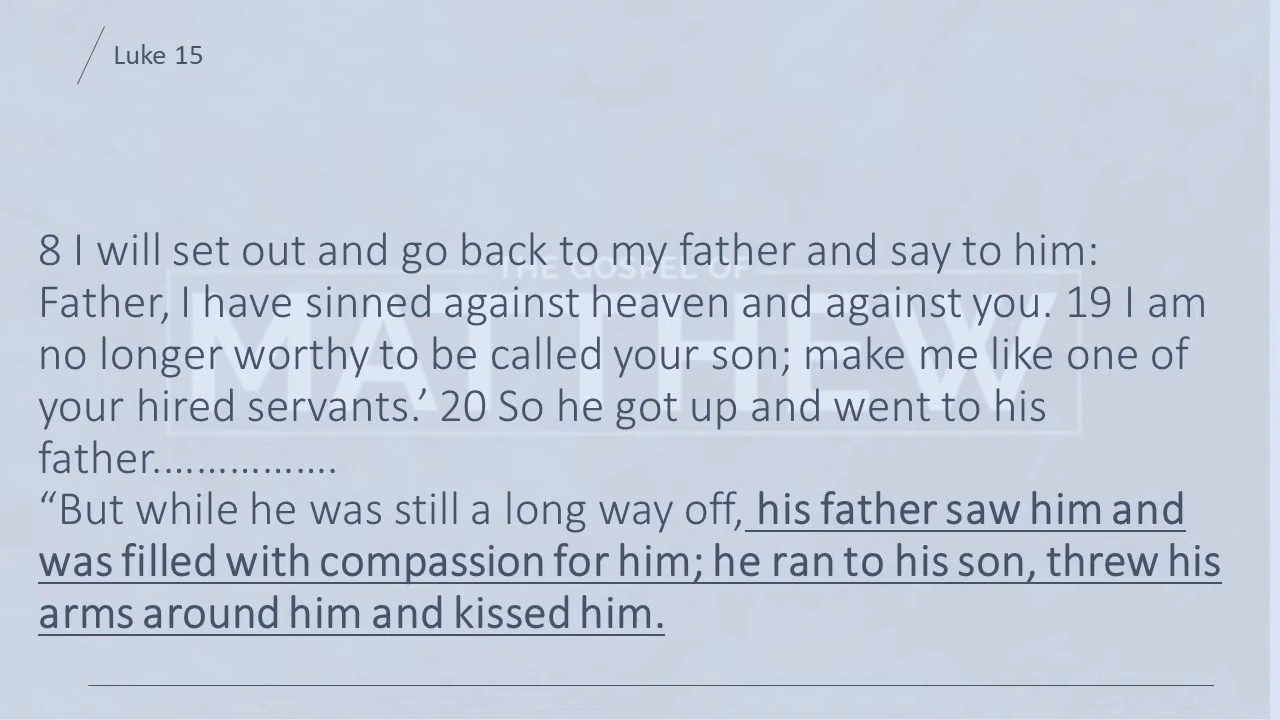 Luke 15
THE GOSPEL OF
MATTHEW
8 I will set out and go back to my father and say to him:
Father, I have sinned against heaven and against you. 19 I am
no longer worthy to be called your son; make me like one of
your hired servants.’ 20 So he got up and went to his
father.……………..
“But while he was still a long way off, his father saw him and
was filled with compassion for him; he ran to his son, threw his
arms around him and kissed him.